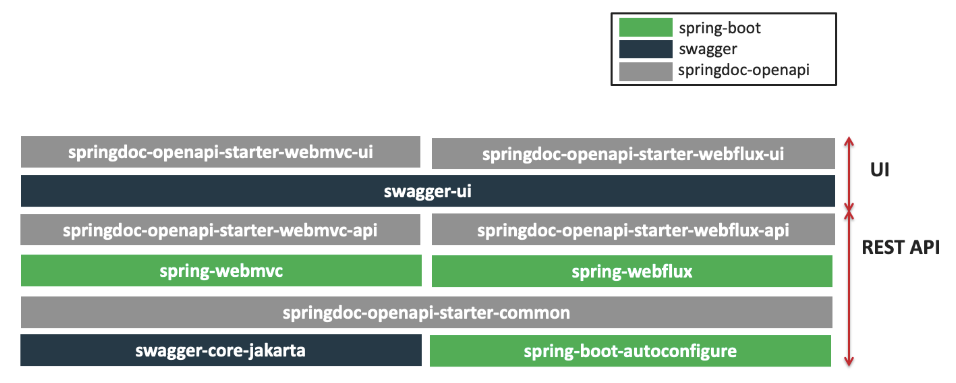 spring-boot
swagger
springdoc-openapi
springdoc-openapi-starter-webmvc-ui
springdoc-openapi-starter-webflux-ui
UI
swagger-ui
springdoc-openapi-starter-webmvc-api
springdoc-openapi-starter-webflux-api
REST API
spring-webmvc
spring-webflux
springdoc-openapi-starter-common
swagger-core-jakarta
spring-boot-autoconfigure